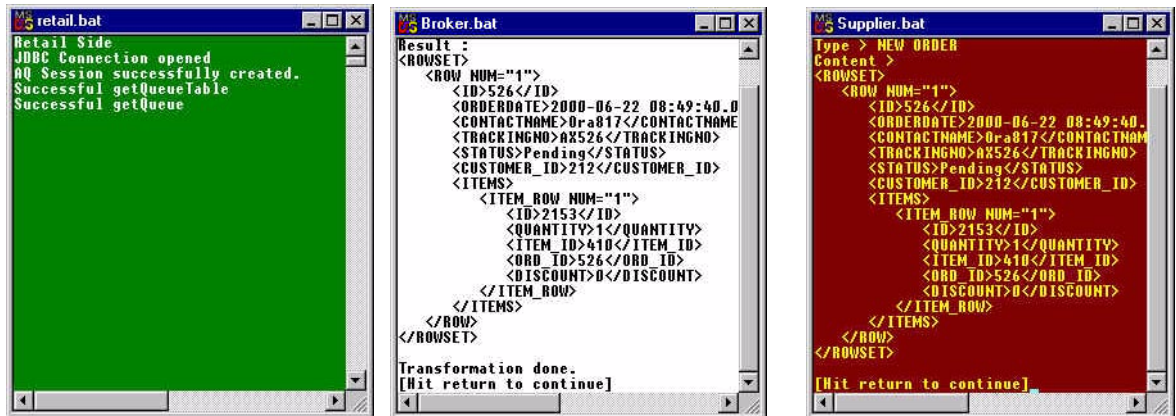 retail.bat
Retail Side
JDBC Connection opened
AQ Session successfully created.
Successful getQueueTable
Successful getQueue
Broker.bat
Result :
<ROWSET>
<ROW NUM="1">
<ID>526</ID>
<ORDERDATE>2000-06-22 08:49:40.0
<CONTACTNAME>Ora817</CONTACTNAME
<TRACKINGNO>AX526</TRACKINGNO>
<STATUS>Pending</STATUS>
<CUSTOMER_ID>212</CUSTOMER_ID>
<ITEMS>
<ITEM_ROW NUM="1">
<ID>2153</ID>
<QUANTITY>1</QUANTITY>
<ITEM_ID>410</ITEM_ID>
<ORD_ID>526</ORD_ID>
<DISCOUNT>0</DISCOUNT>
</ITEM_ROW>
</ITEMS>
</ROW>
</ROWSET>
Transformation done.
[Hit return to continue]
Supplier.bat
Type > NEW ORDER
Content >
<ROWSET>
<ROW NUM="1">
<ID>526</ID>
<ORDERDATE>2000-06-22 08:49:40.
<CONTACTNAME>Ora817</CONTACTNAM
<TRACKINGNO>AX526</TRACKINGNO>
<STATUS>Pending</STATUS>
<CUSTOMER_ID>212</CUSTOMER_ID>
<ITEMS>
<ITEM_ROW NUM="1">
<ID>2153</ID>
<QUANTITY>1</QUANTITY>
<ITEM_ID>410</ITEM_ID>
<ORD_ID>526</ORD_ID>
<DISCOUNT>0</DISCOUNT>
</ITEM_ROW>
</ITEMS>
</ROW>
</ROWSET>
[Hit return to continue]_